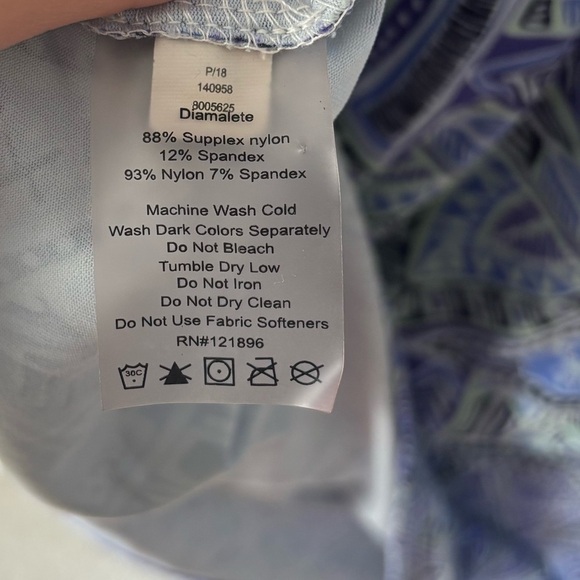 P/18
140958
8005625
Diamalete
88% Supplex nylon
12% Spandex
93% Nylon 7% Spandex
Machine Wash Cold
Wash Dark Colors Separately
Do Not Bleach
Tumble Dry Low
Do Not Iron
Do Not Dry Clean
Do Not Use Fabric Softeners
RN#121896
30C